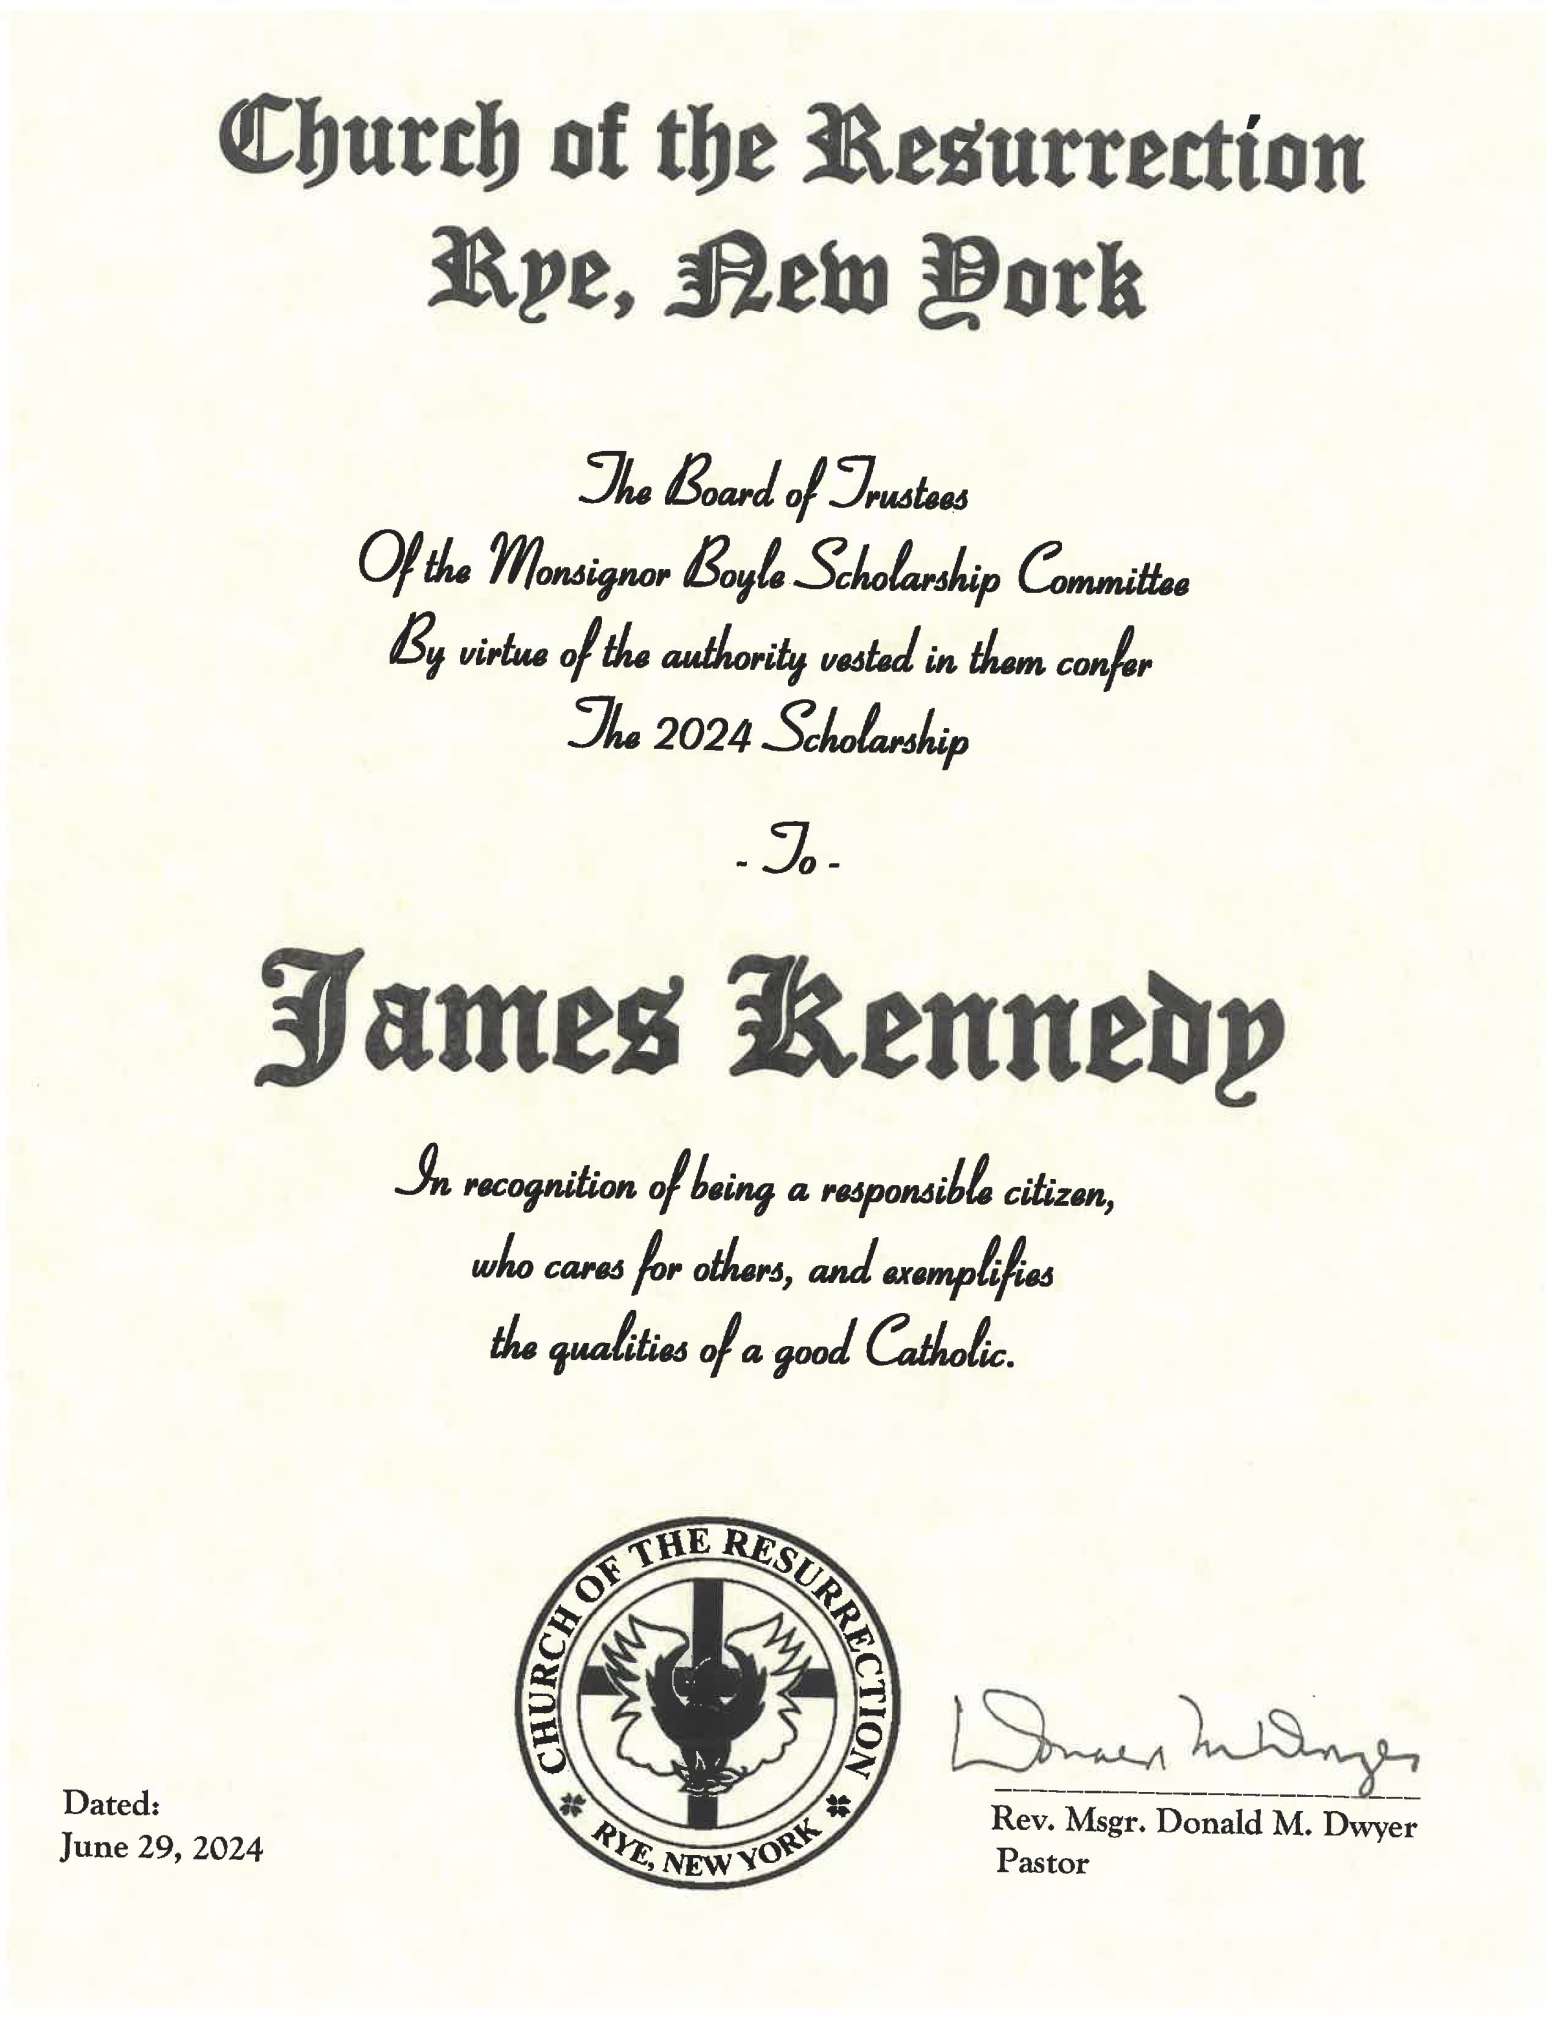 Church of the Resurrection
Rye, New York
The Board of Trustees
Of the Monsignor Boyle Scholarship Committee
By virtue of the authority vested in them confer
The 2024 Scholarship
- To -
James Kennedy
In recognition of being a responsible citizen,
who cares for others, and exemplifies
the qualities of a good Catholic.
CHURCH OF THE RESURRECTION
RYE, NEW YORK
Donald M Dwyer
Rev. Msgr. Donald M. Dwyer
Pastor
Dated:
June 29, 2024